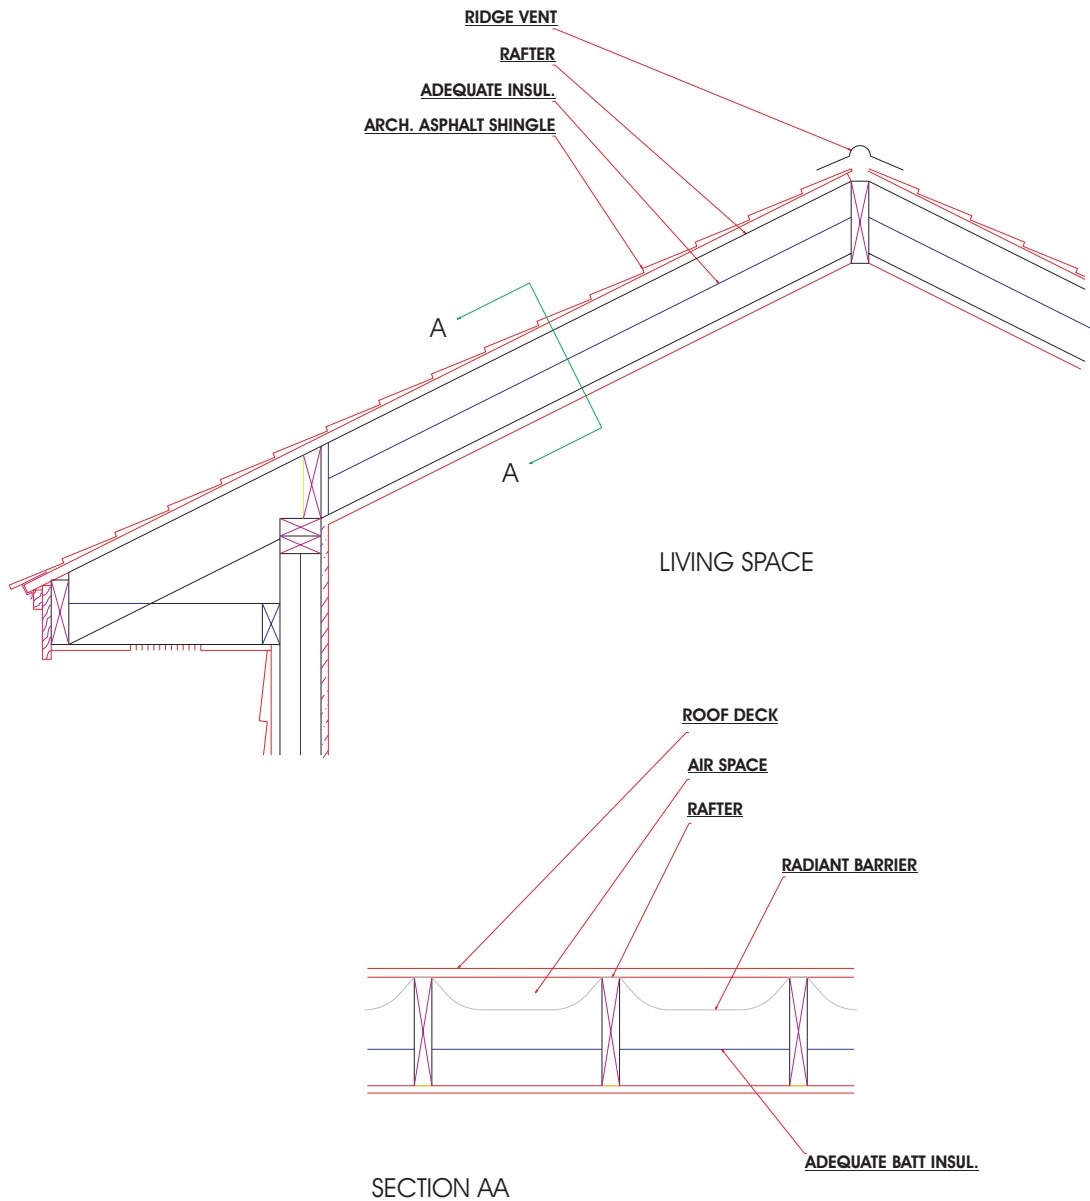 RIDGE VENT
RAFTER
ADEQUATE INSUL.
ARCH. ASPHALT SHINGLE
A
A
LIVING SPACE
ROOF DECK
AIR SPACE
RAFTER
RADIANT BARRIER
ADEQUATE BATT INSUL.
SECTION AA